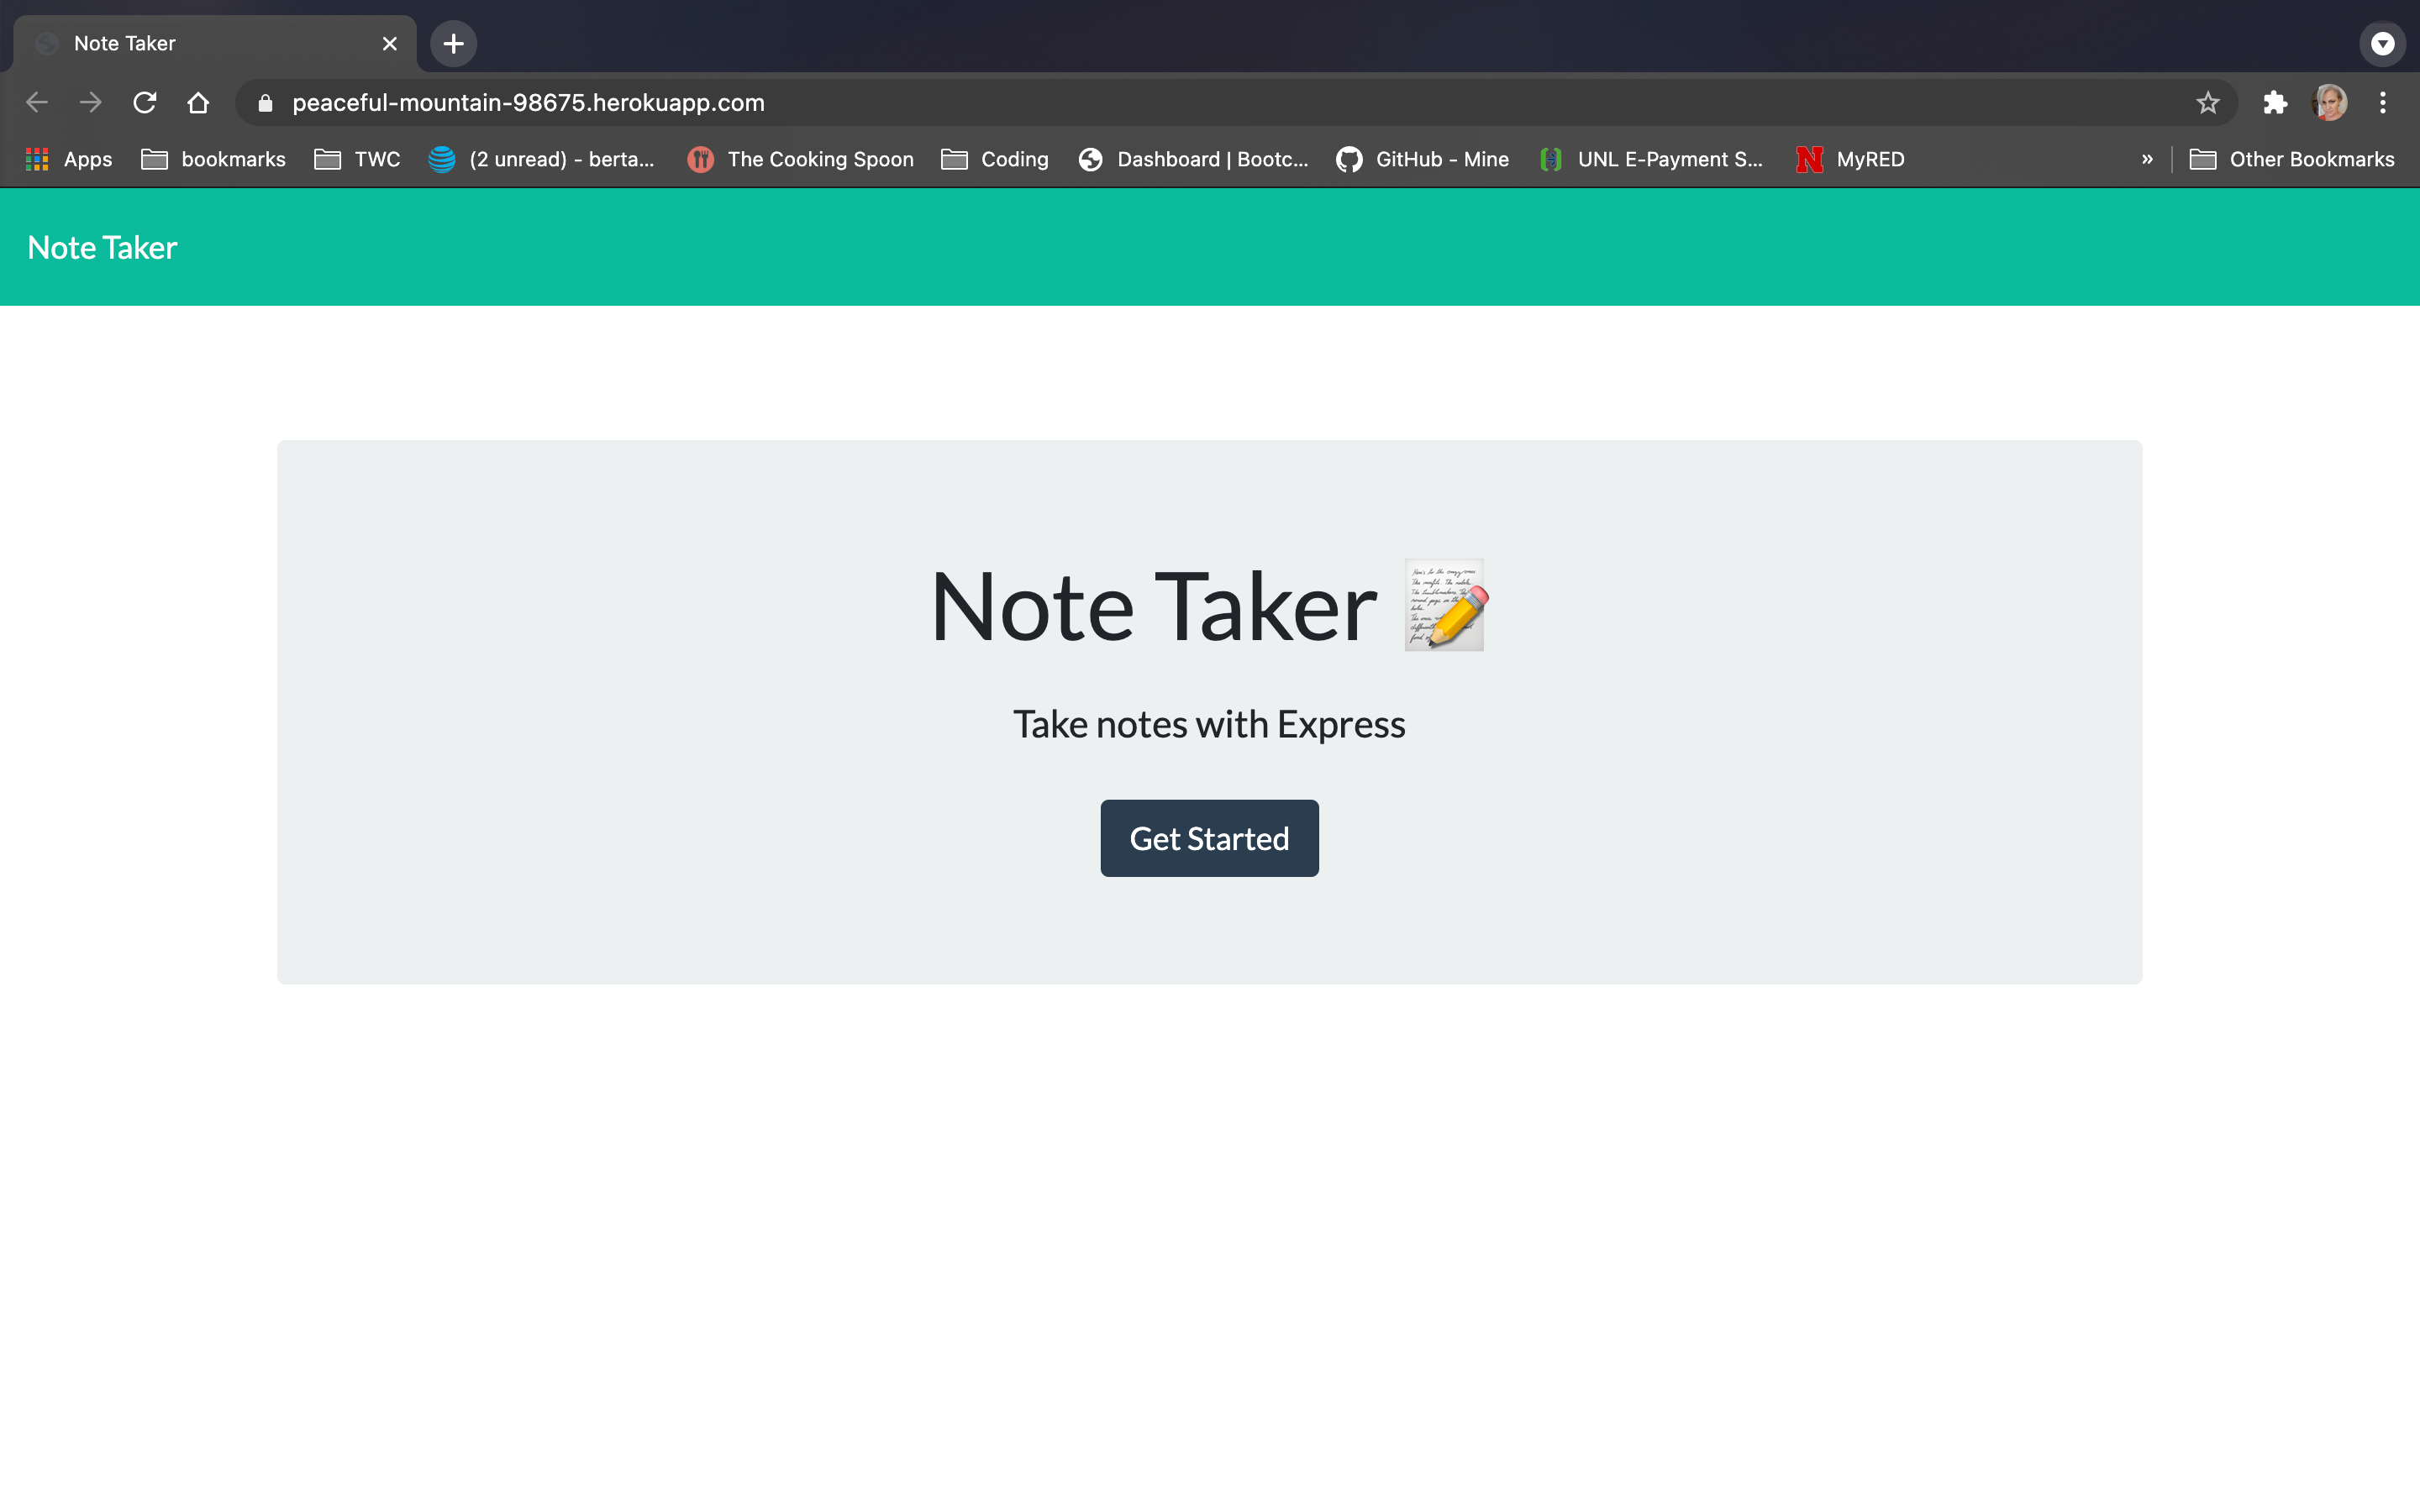 Note Taker
peaceful-mountain-98675.herokuapp.com
Apps bookmarks TWC (2 unread) - berta... The Cooking Spoon Coding Dashboard | Bootc... GitHub - Mine UNL E-Payment S... N MyRED » Other Bookmarks
Note Taker
Note Taker 📝
Take notes with Express
Get Started